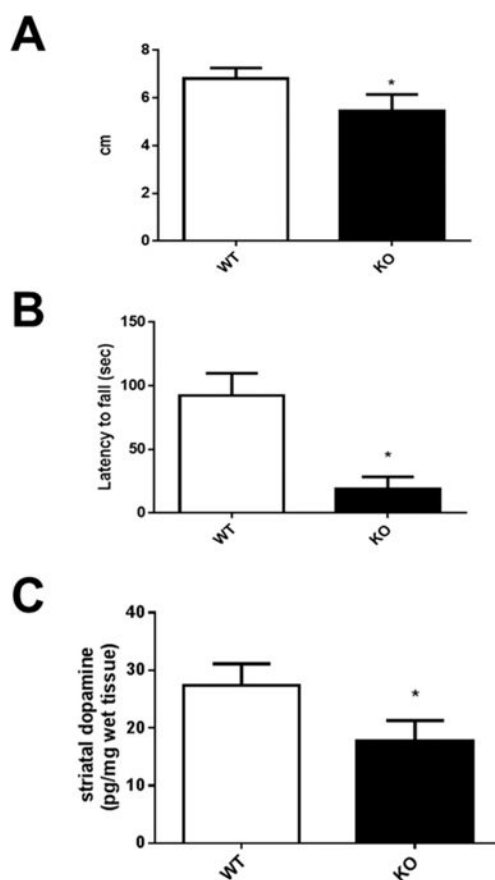 A
8
6
4
2
0
cm
*
WT
KO
B
150
100
50
0
Latency to fall (sec)
*
WT
KO
C
40
30
20
10
0
striatal dopamine
(pg/mg wet tissue)
*
WT
KO